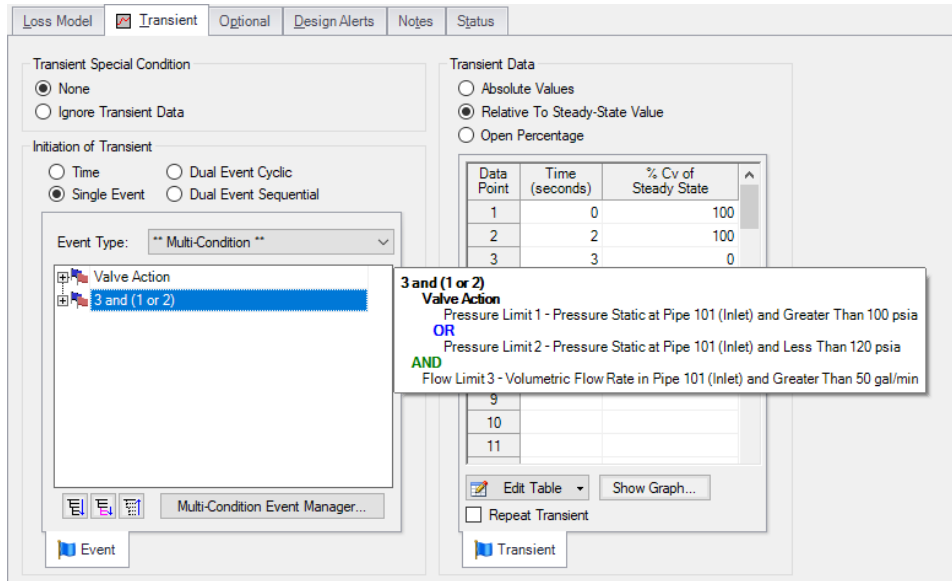 Loss Model Transient Optional Design Alerts Notes Status
Transient Special Condition
None
Ignore Transient Data
Initiation of Transient
Time Dual Event Cyclic
Single Event Dual Event Sequential
Event Type: ** Multi-Condition **
Valve Action
3 and (1 or 2)
Multi-Condition Event Manager...
Event
Transient Data
Absolute Values
Relative To Steady-State Value
Open Percentage
Data Point Time (seconds) % Cv of Steady State
1 0 100
2 2 100
3 3 0
3 and (1 or 2)
Valve Action
Pressure Limit 1 - Pressure Static at Pipe 101 (Inlet) and Greater Than 100 psia
OR
Pressure Limit 2 - Pressure Static at Pipe 101 (Inlet) and Less Than 120 psia
AND
Flow Limit 3 - Volumetric Flow Rate in Pipe 101 (Inlet) and Greater Than 50 gal/min
9
10
11
Edit Table Show Graph...
Repeat Transient
Transient